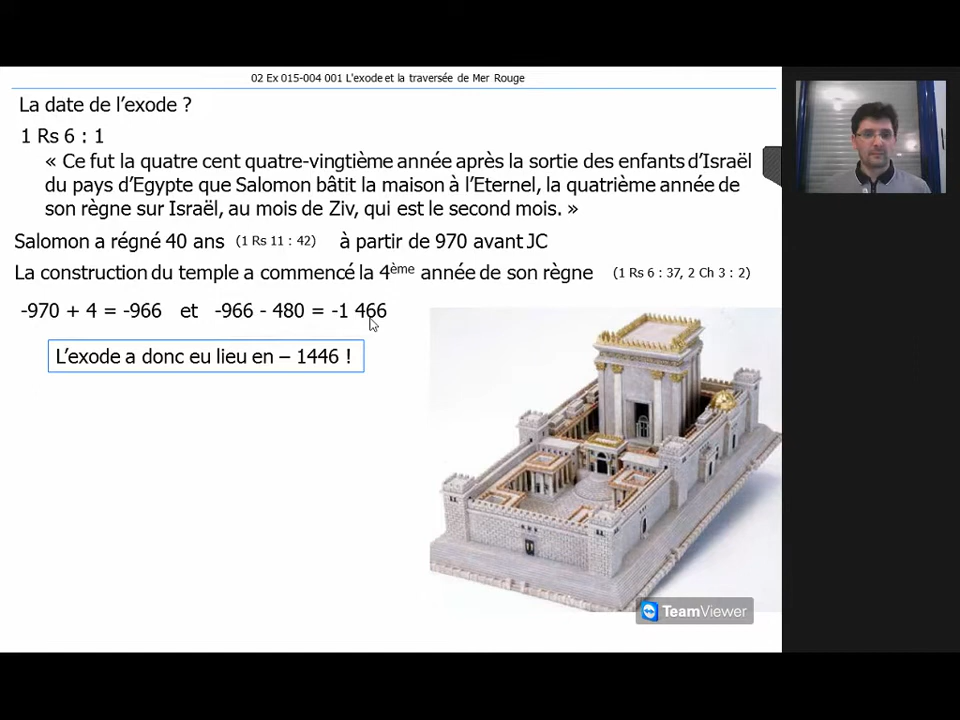 02 Ex 015-004 001 L'exode et la traversée de Mer Rouge
La date de l'exode ?
1 Rs 6 : 1
« Ce fut la quatre cent quatre-vingtième année après la sortie des enfants d'Israël
du pays d'Egypte que Salomon bâtit la maison à l'Eternel, la quatrième année de
son règne sur Israël, au mois de Ziv, qui est le second mois. »
Salomon a régné 40 ans (1 Rs 11 : 42) à partir de 970 avant JC
La construction du temple a commencé la 4ème année de son règne (1 Rs 6 : 37, 2 Ch 3 : 2)
-970 + 4 = -966 et -966 - 480 = -1 466
L'exode a donc eu lieu en – 1446 !
TeamViewer